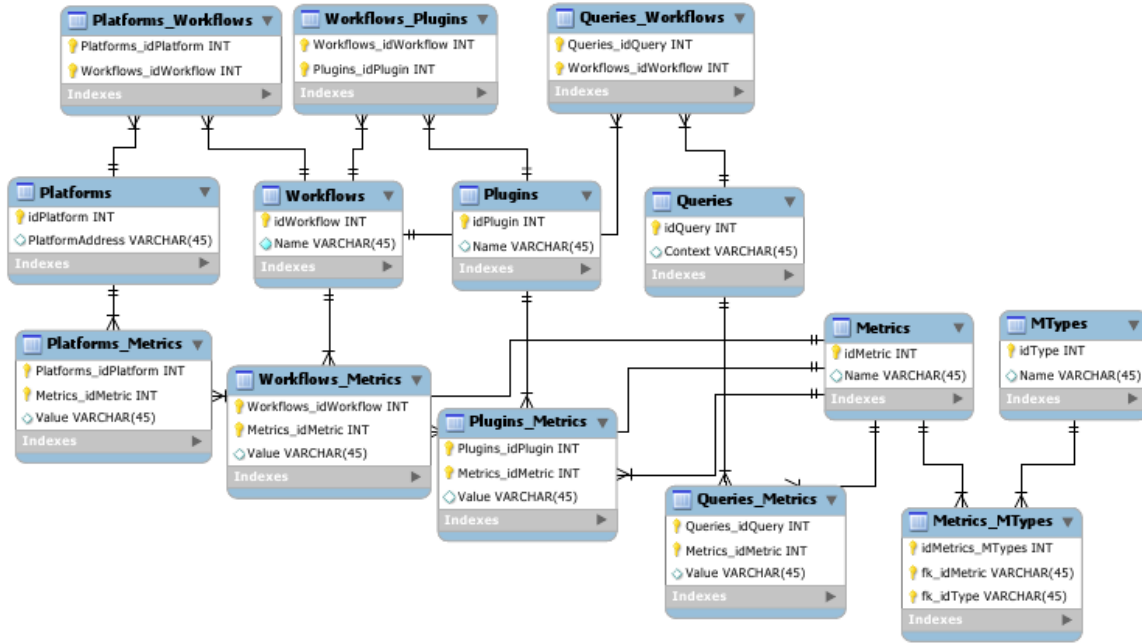 Platforms_Workflows
Platforms_idPlatform INT
Workflows_idWorkflow INT
Indexes
Workflows_Plugins
Workflows_idWorkflow INT
Plugins_idPlugin INT
Indexes
Queries_Workflows
Queries_idQuery INT
Workflows_idWorkflow INT
Indexes
Platforms
idPlatform INT
PlatformAddress VARCHAR(45)
Indexes
Workflows
idWorkflow INT
Name VARCHAR(45)
Indexes
Plugins
idPlugin INT
Name VARCHAR(45)
Indexes
Queries
idQuery INT
Context VARCHAR(45)
Indexes
Platforms_Metrics
Platforms_idPlatform INT
Metrics_idMetric INT
Value VARCHAR(45)
Indexes
Workflows_Metrics
Workflows_idWorkflow INT
Metrics_idMetric INT
Value VARCHAR(45)
Indexes
Plugins_Metrics
Plugins_idPlugin INT
Metrics_idMetric INT
Value VARCHAR(45)
Indexes
Metrics
idMetric INT
Name VARCHAR(45)
Indexes
MTypes
idType INT
Name VARCHAR(45)
Indexes
Queries_Metrics
Queries_idQuery INT
Metrics_idMetric INT
Value VARCHAR(45)
Indexes
Metrics_MTypes
idMetrics_MTypes INT
fk_idMetric VARCHAR(45)
fk_idType VARCHAR(45)
Indexes